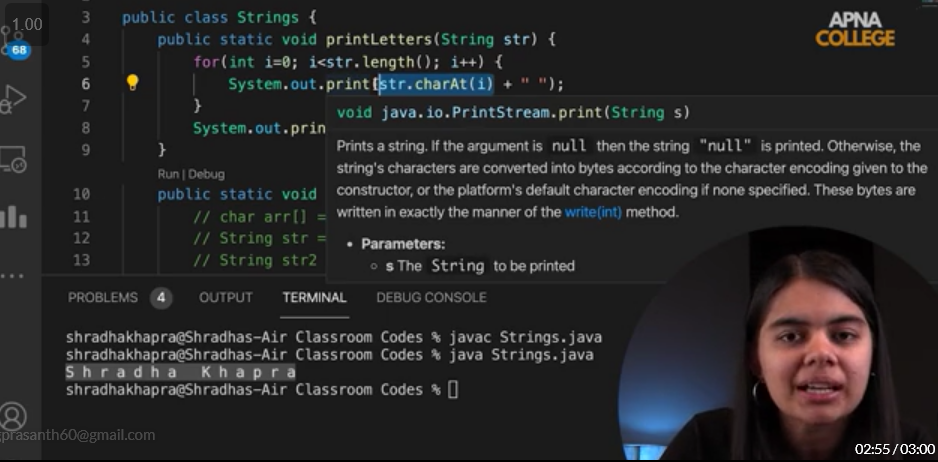 1.00
2
3 public class Strings {
4 public static void printLetters(String str) {
5 for(int i=0; i<str.length(); i++) {
6 System.out.print(str.charAt(i) + " ");
7 }
8 System.out.prin
9 }
Run | Debug
10 public static void
11 // char arr[] =
12 // String str =
13 // String str2
void java.io.PrintStream.print(String s)
Prints a string. If the argument is null then the string "null" is printed. Otherwise, the
string's characters are converted into bytes according to the character encoding given to the
constructor, or the platform's default character encoding if none specified. These bytes are
written in exactly the manner of the write(int) method.
• Parameters:
○ s The String to be printed
APNA
COLLEGE
68
PROBLEMS 4 OUTPUT TERMINAL DEBUG CONSOLE
shradhakhapra@Shradhas-Air Classroom Codes % javac Strings.java
shradhakhapra@Shradhas-Air Classroom Codes % java Strings.java
S h r a d h a   K h a p r a
shradhakhapra@Shradhas-Air Classroom Codes %
gprasanth60@gmail.com
02:55 / 03:00